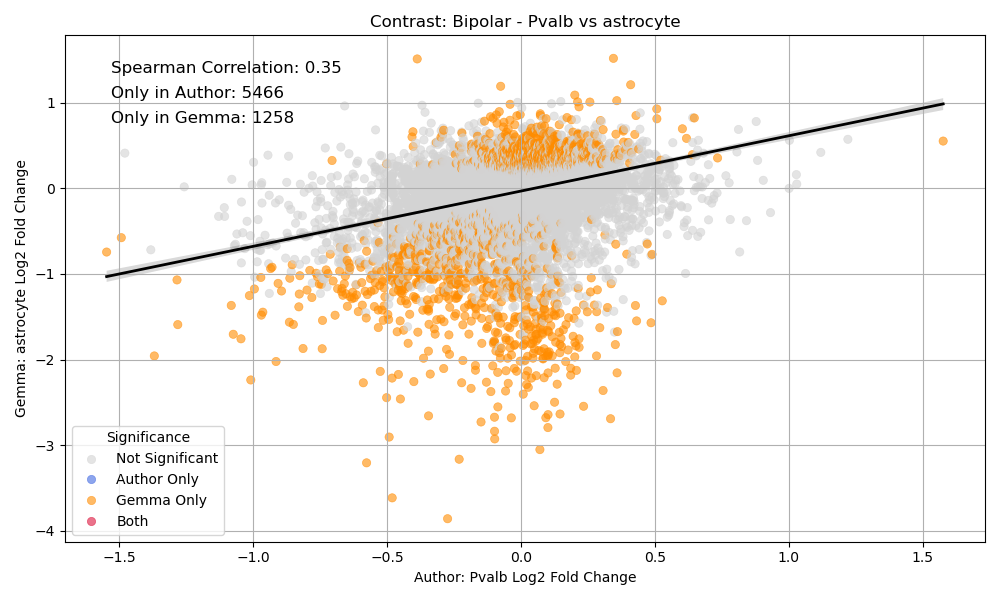 Contrast: Bipolar - Pvalb vs astrocyte
Spearman Correlation: 0.35
Only in Author: 5466
Only in Gemma: 1258
Gemma: astrocyte Log2 Fold Change
1
0
−1
−2
−3
−4
Significance
Not Significant
Author Only
Gemma Only
Both
−1.5 −1.0 −0.5 0.0 0.5 1.0 1.5
Author: Pvalb Log2 Fold Change